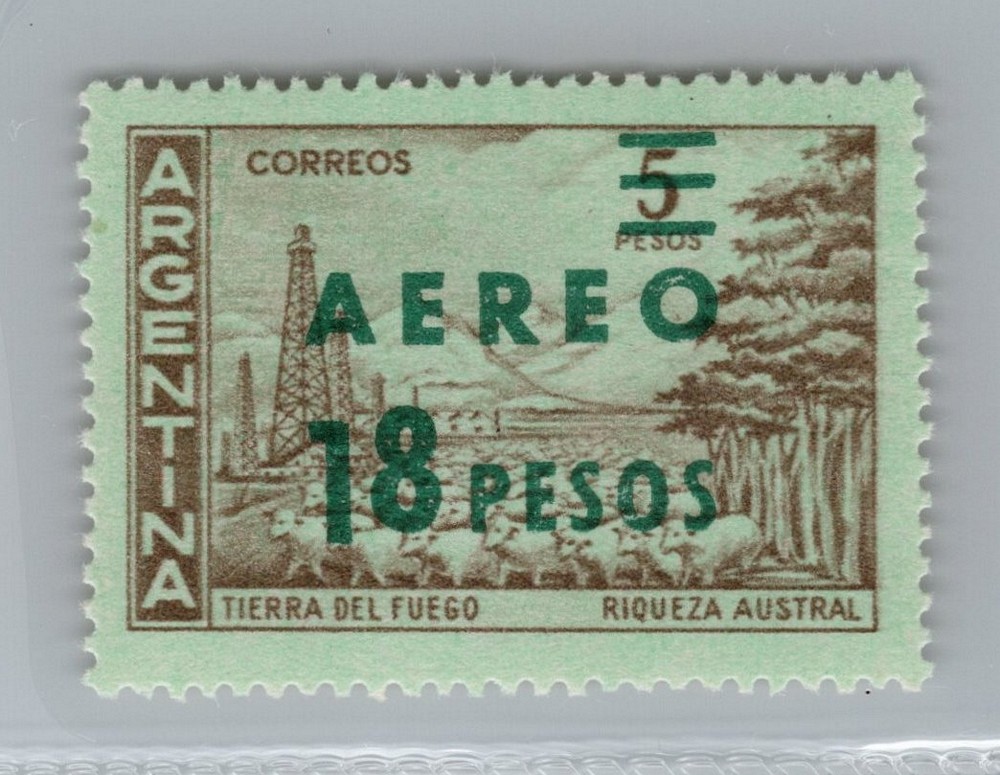 ARGENTINA
CORREOS
5
PESOS
AEREO
18 PESOS
TIERRA DEL FUEGO
RIQUEZA AUSTRAL